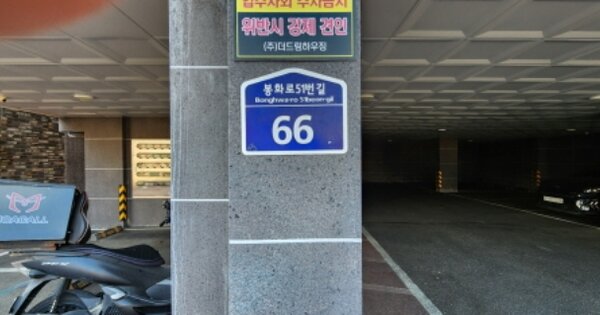 입주자외 주차금지
위반시 강제 견인
(주)더드림하우징
봉화로51번길
Bonghwa-ro 51beon-gil
66